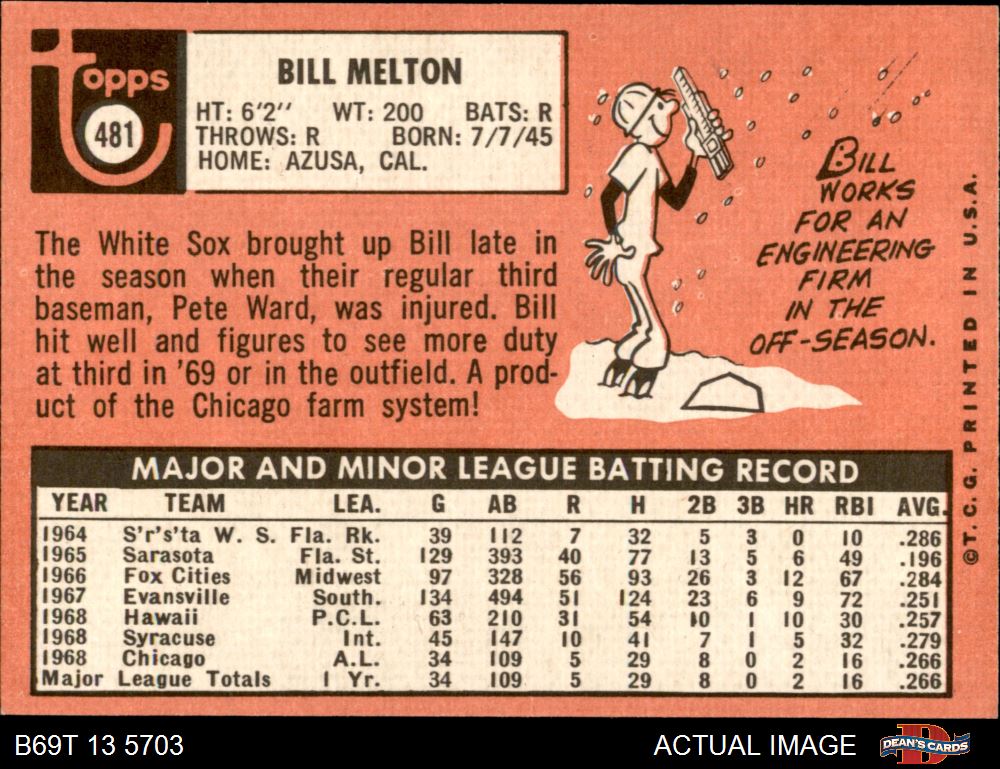 topps
481
BILL MELTON
HT: 6'2'' WT: 200 BATS: R
THROWS: R BORN: 7/7/45
HOME: AZUSA, CAL.
The White Sox brought up Bill late in
the season when their regular third
baseman, Pete Ward, was injured. Bill
hit well and figures to see more duty
at third in '69 or in the outfield. A prod-
uct of the Chicago farm system!
BILL
WORKS
FOR AN
ENGINEERING
FIRM
IN THE
OFF-SEASON.
©T. C. G. PRINTED IN U.S.A.
MAJOR AND MINOR LEAGUE BATTING RECORD
YEAR TEAM LEA. G AB R H 2B 3B HR RBI AVG.
1964 S'r's'ta W. S. Fla. Rk. 39 112 7 32 5 3 0 10 .286
1965 Sarasota Fla. St. 129 393 40 77 13 5 6 49 .196
1966 Fox Cities Midwest 97 328 56 93 26 3 12 67 .284
1967 Evansville South. 134 494 51 124 23 6 9 72 .251
1968 Hawaii P.C.L. 63 210 31 54 10 1 10 30 .257
1968 Syracuse Int. 45 147 10 41 7 1 5 32 .279
1968 Chicago A.L. 34 109 5 29 8 0 2 16 .266
Major League Totals 1 Yr. 34 109 5 29 8 0 2 16 .266
B69T 13 5703 ACTUAL IMAGE DEAN'S CARDS